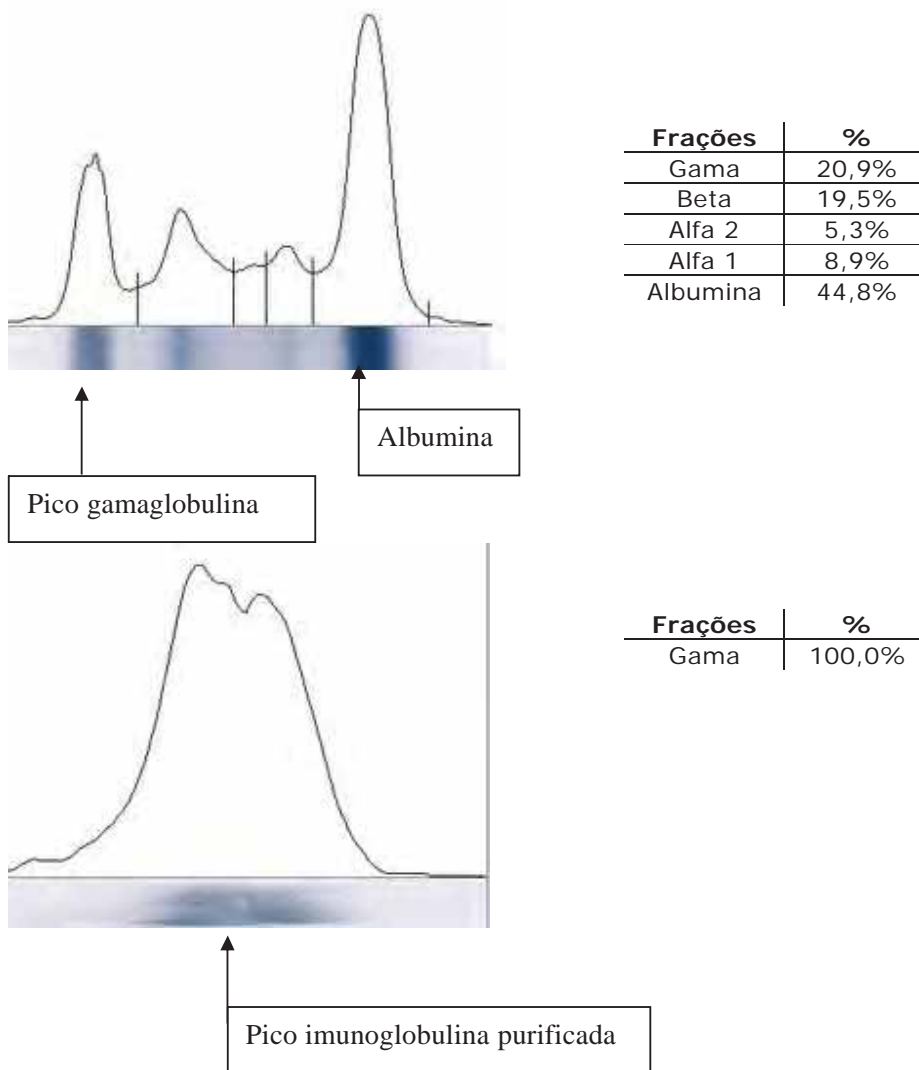 Frações %
Gama 20,9%
Beta 19,5%
Alfa 2 5,3%
Alfa 1 8,9%
Albumina 44,8%
Albumina
Pico gamaglobulina
Frações %
Gama 100,0%
Pico imunoglobulina purificada